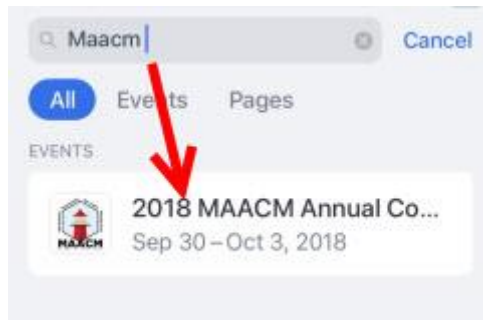 Maacm Cancel
All Events Pages
EVENTS
2018 MAACM Annual Co...
MAACM
Sep 30 – Oct 3, 2018